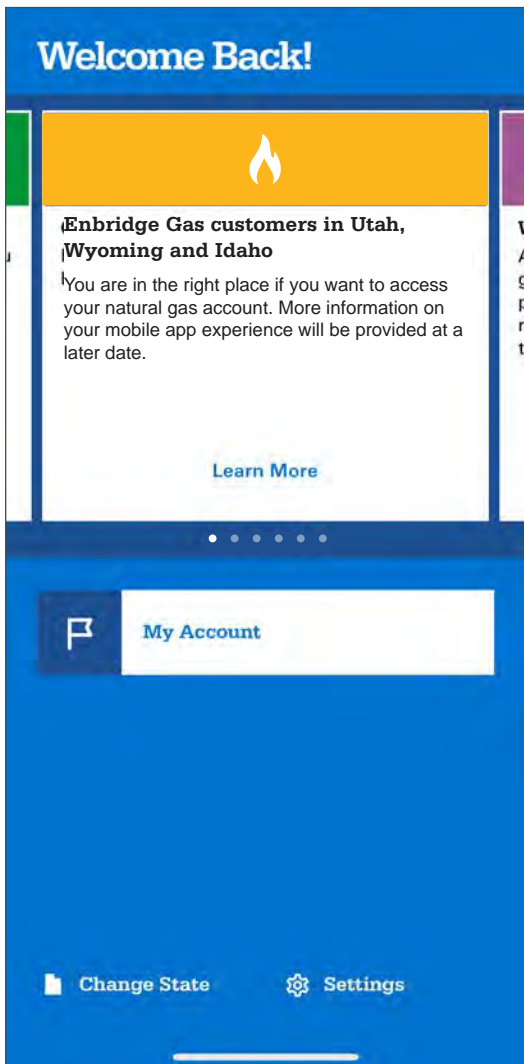 Welcome Back!
Enbridge Gas customers in Utah,
Wyoming and Idaho
You are in the right place if you want to access
your natural gas account. More information on
your mobile app experience will be provided at a
later date.
Learn More
My Account
Change State
Settings